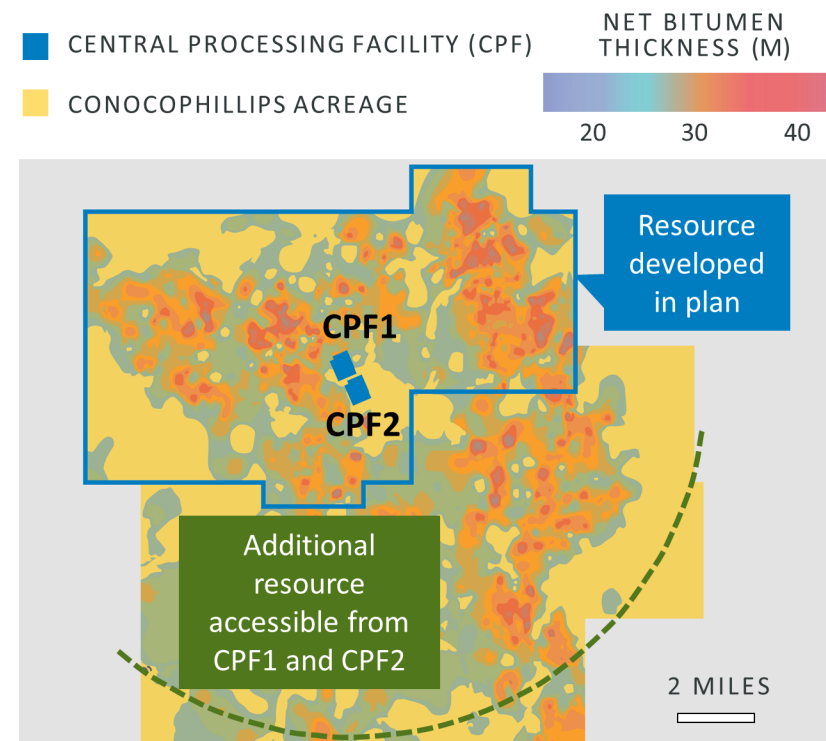 CENTRAL PROCESSING FACILITY (CPF)
CONOCOPHILLIPS ACREAGE
NET BITUMEN
THICKNESS (M)
20 30 40
Resource
developed
in plan
CPF1
CPF2
Additional
resource
accessible from
CPF1 and CPF2
2 MILES